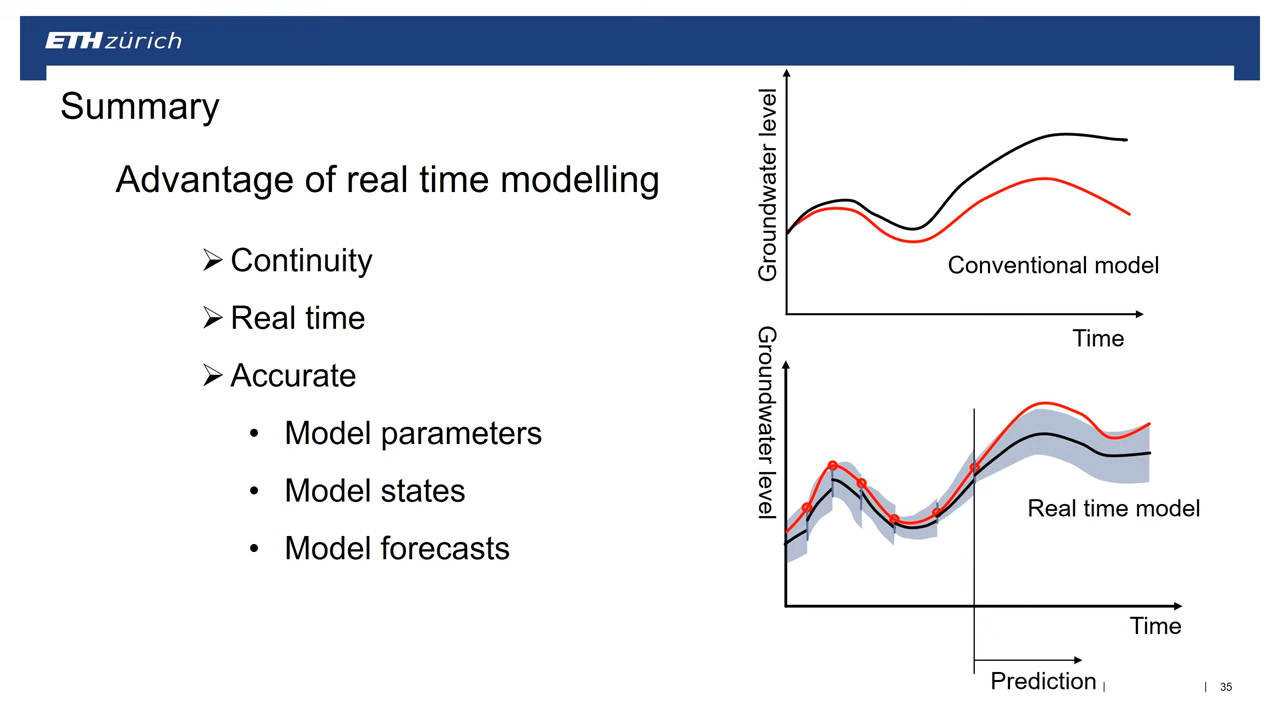 ETH zürich
Summary
Advantage of real time modelling
Continuity
Real time
Accurate
• Model parameters
• Model states
• Model forecasts
Groundwater level
Conventional model
Time
Groundwater level
Real time model
Time
Prediction
35